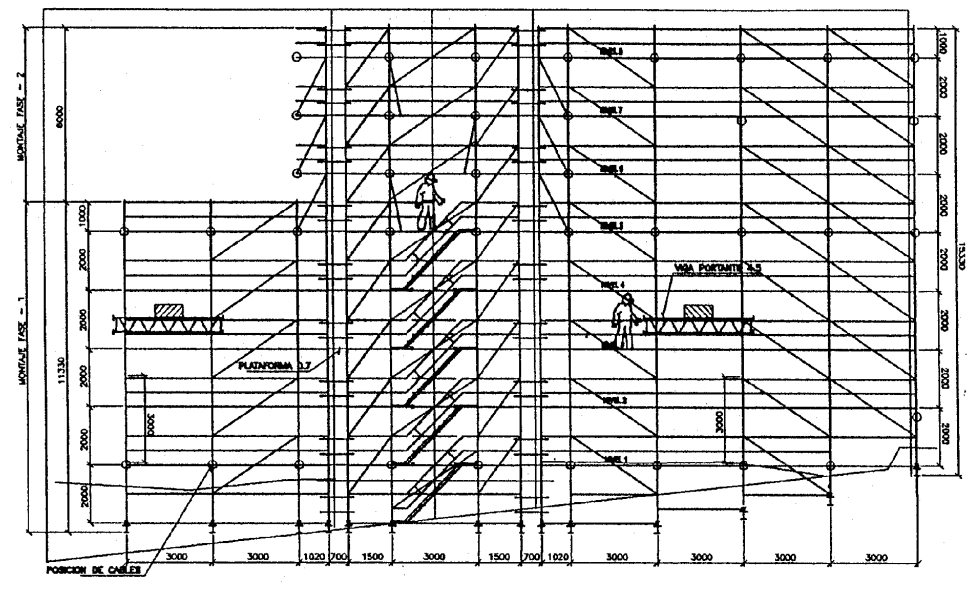 MONTAJE FASE - 2
MONTAJE FASE - 1
6000
11330
1000
2000
2000
2000
2000
2000
3000
NIVEL 8
NIVEL 7
NIVEL 6
NIVEL 5
NIVEL 4
NIVEL 2
NIVEL 1
VIGA PORTANTE 4.5
PLATAFORMA 0.7
3000
1000
2000
2000
2000
2000
2000
2000
2000
15330
3000
3000
1020
700
1500
3000
1500
700
1020
3000
3000
3000
3000
POSICION DE CABLES